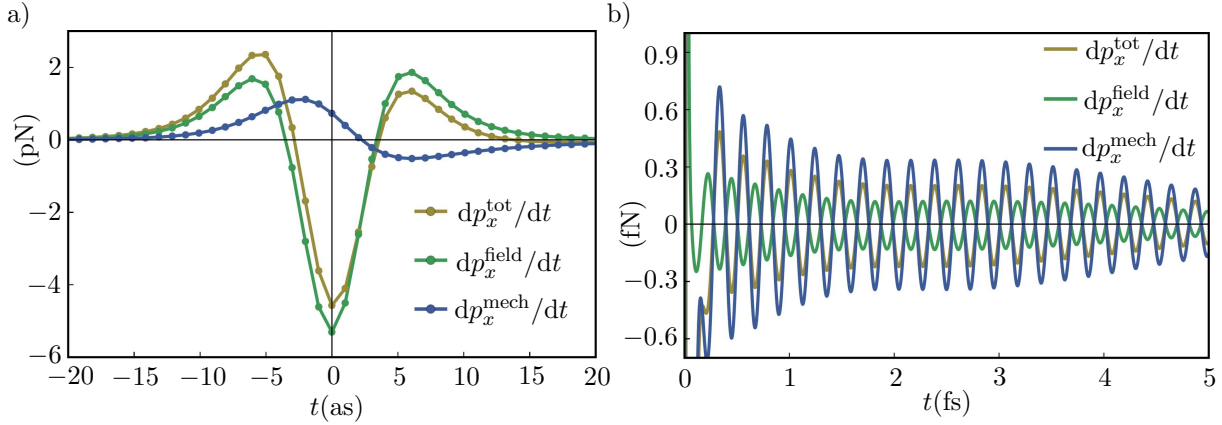 a)
2
0
−2
−4
−6
(pN)
dp_x^tot/dt
dp_x^field/dt
dp_x^mech/dt
−20 −15 −10 −5 0 5 10 15 20
t(as)
b)
0.9
0.6
0.3
0
−0.3
−0.6
(fN)
dp_x^tot/dt
dp_x^field/dt
dp_x^mech/dt
0 1 2 3 4 5
t(fs)